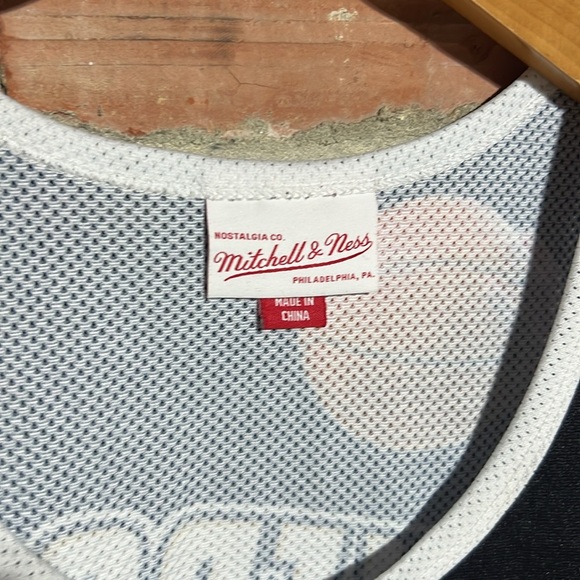 NOSTALGIA CO.
Mitchell & Ness
PHILADELPHIA, PA.
MADE IN
CHINA